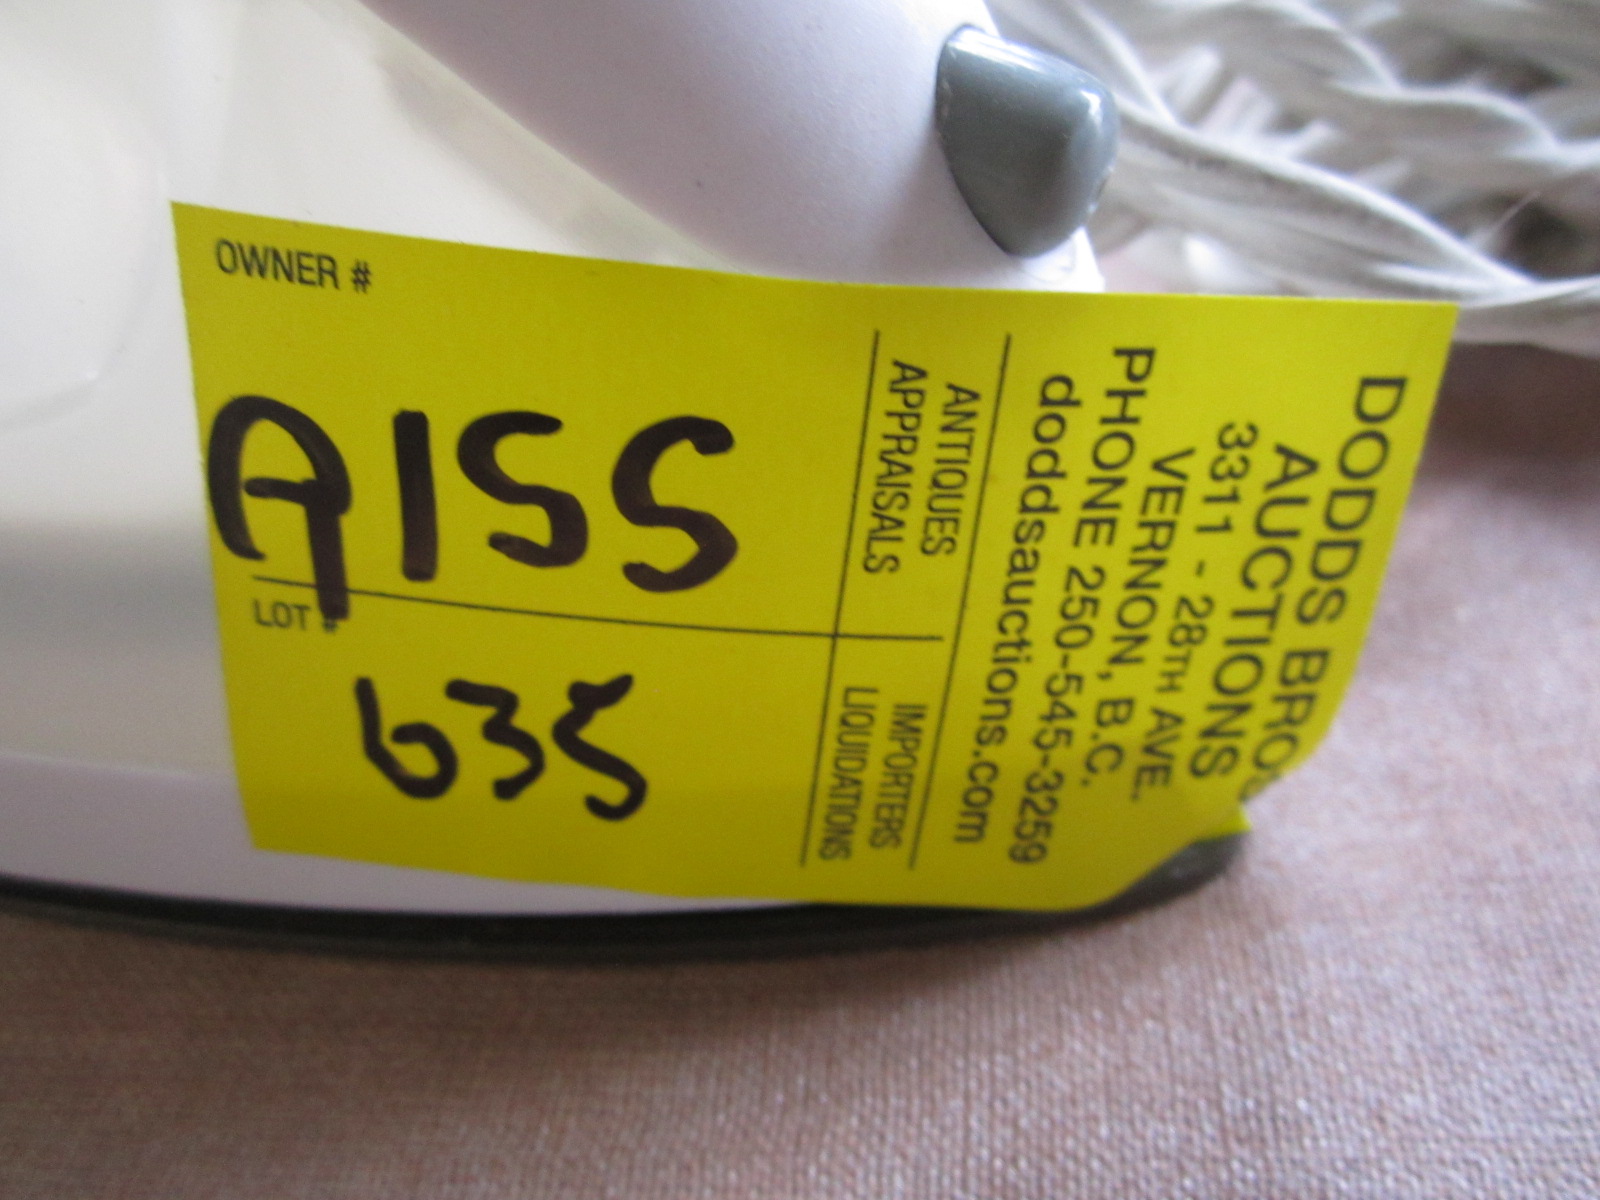 OWNER #
A155
LOT #
635
ANTIQUES
APPRAISALS
IMPORTERS
LIQUIDATIONS
DODDS BROS
AUCTIONS
3311 - 28TH AVE.
VERNON, B.C.
PHONE 250-545-3259
doddsauctions.com